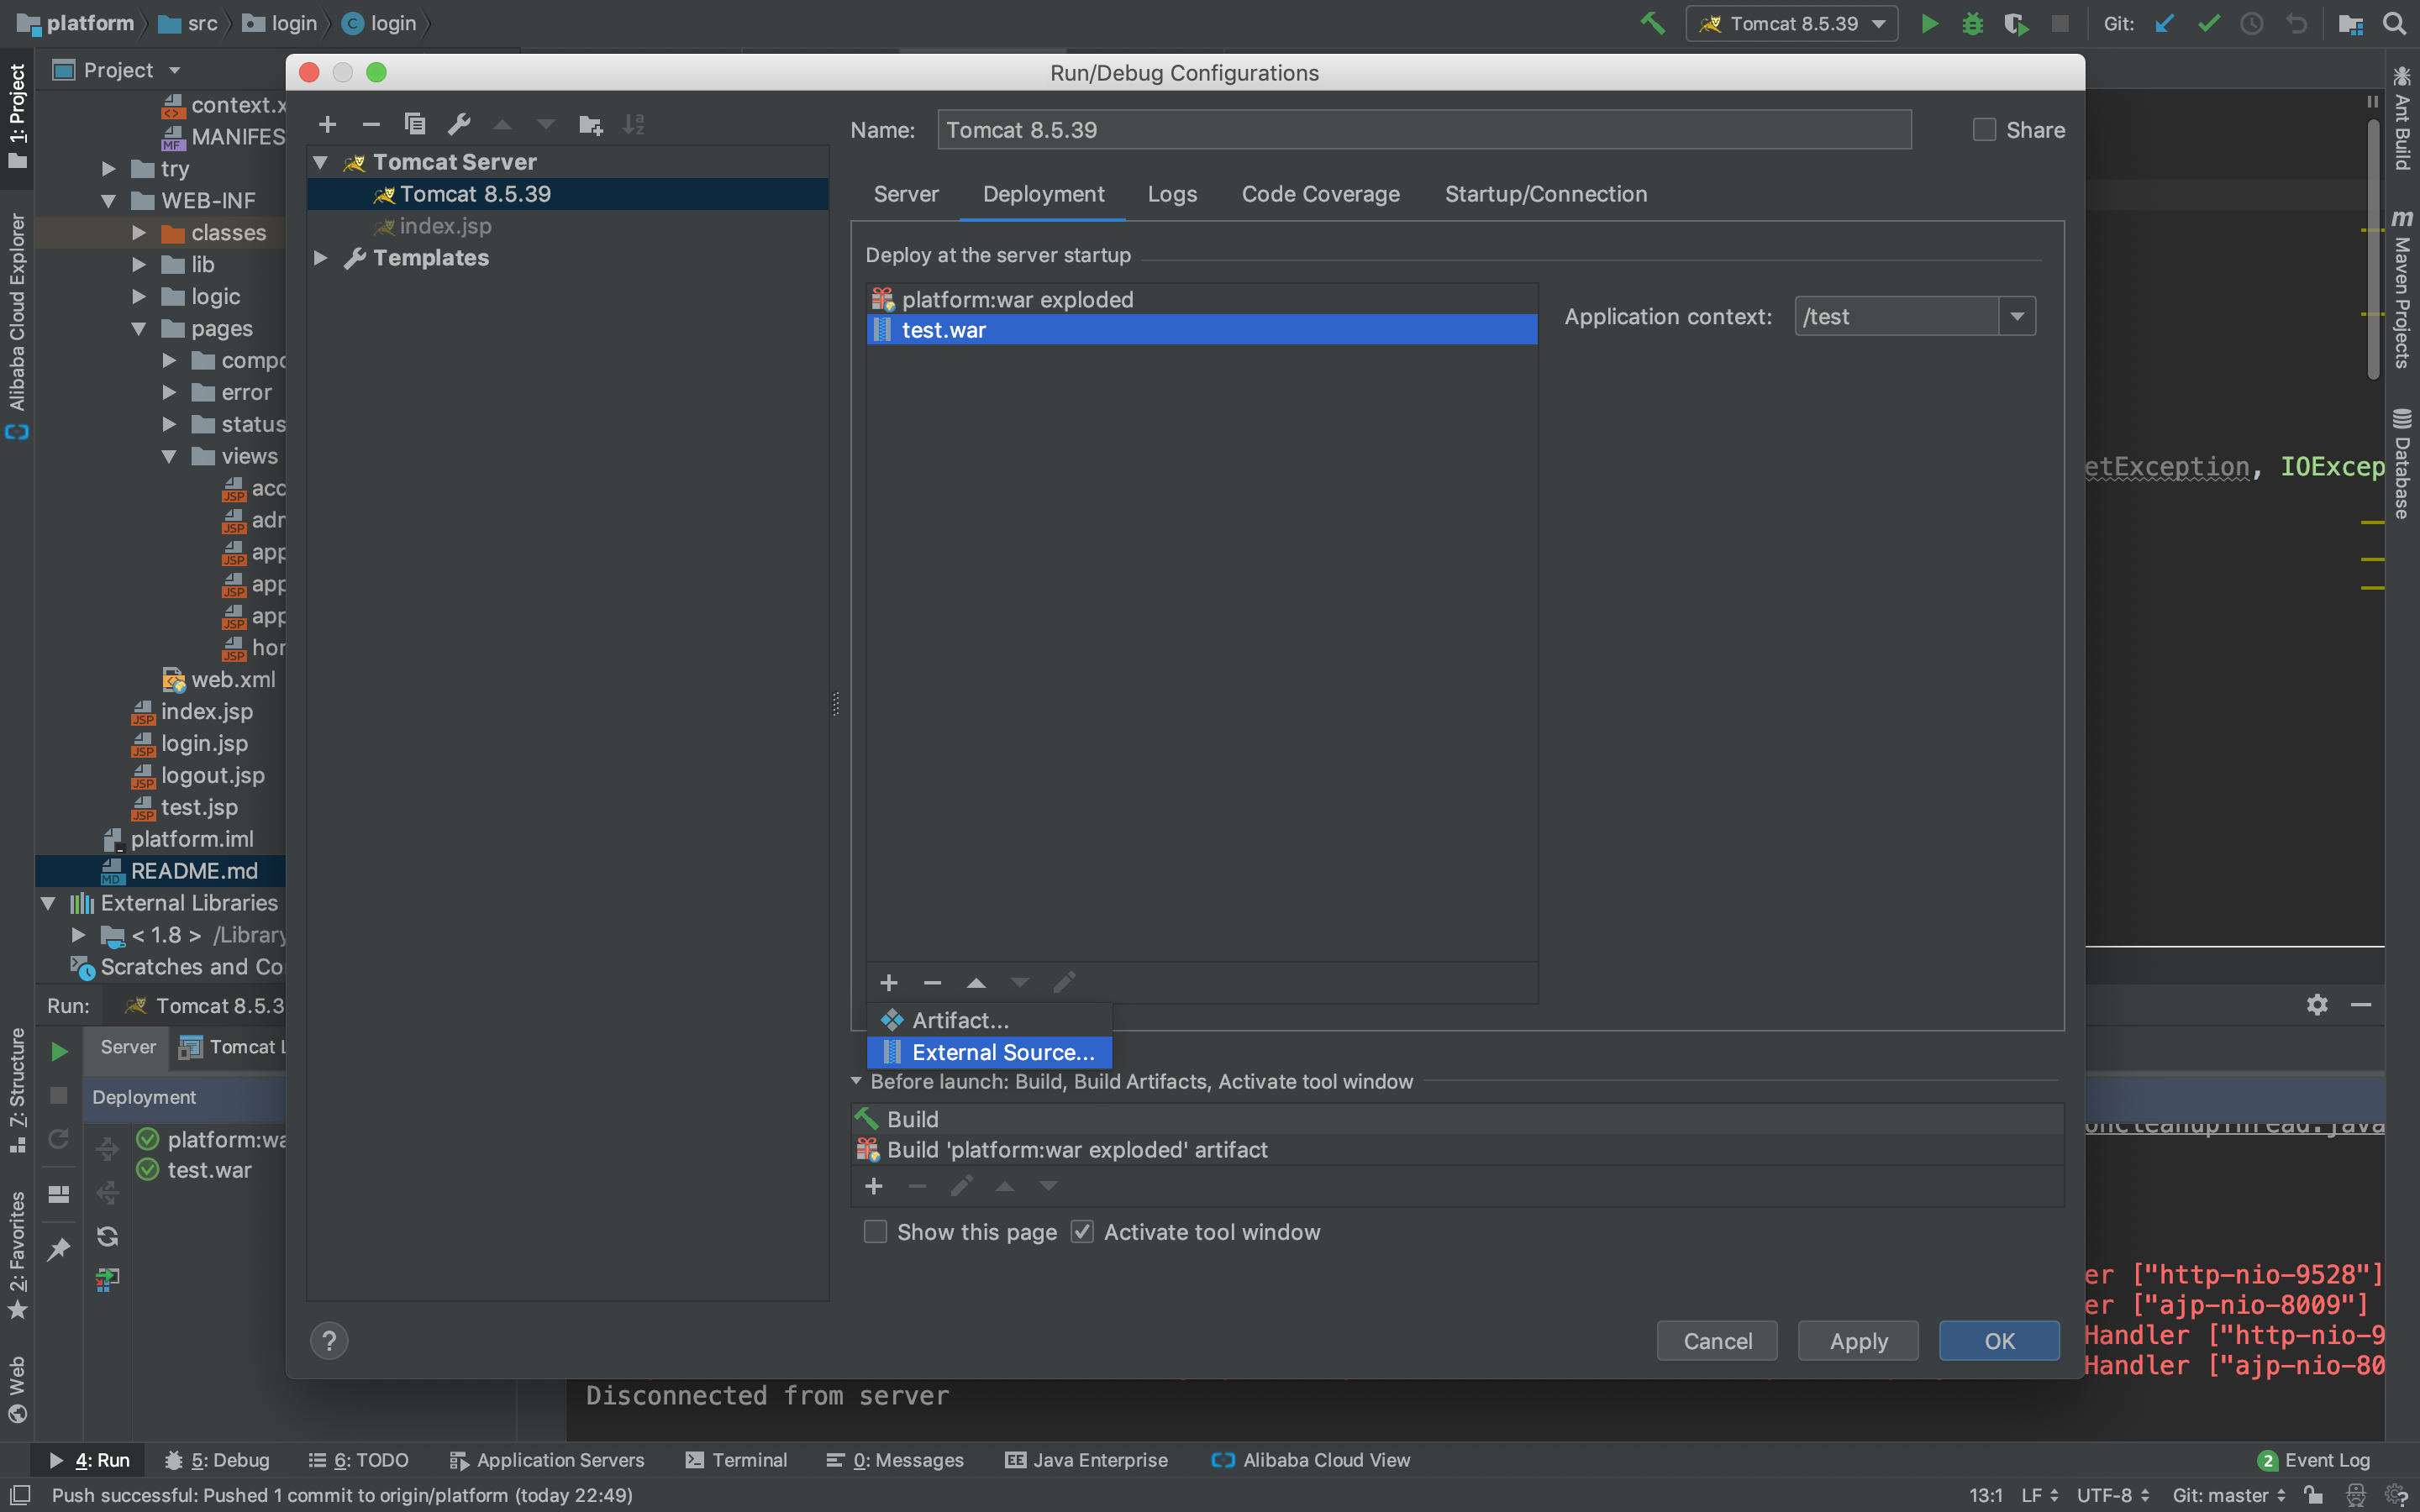 platform
src
login
login
Tomcat 8.5.39
Git:
Run/Debug Configurations
1: Project
Alibaba Cloud Explorer
Z: Structure
2: Favorites
Web
Project
context.x
MANIFES
try
WEB-INF
classes
lib
logic
pages
compo
error
status
views
acc
adr
app
app
app
hor
web.xml
index.jsp
login.jsp
logout.jsp
test.jsp
platform.iml
README.md
External Libraries
< 1.8 > /Library
Scratches and Co
Tomcat Server
Tomcat 8.5.39
index.jsp
Templates
Name:
Tomcat 8.5.39
Share
Server
Deployment
Logs
Code Coverage
Startup/Connection
Deploy at the server startup
platform:war exploded
test.war
Application context:
/test
Artifact...
External Source...
Before launch: Build, Build Artifacts, Activate tool window
Build
Build 'platform:war exploded' artifact
Show this page
Activate tool window
?
Cancel
Apply
OK
Ant Build
Maven Projects
Database
etException, IOExcep
Run:
Tomcat 8.5.3
Server
Tomcat L
Deployment
platform:wa
test.war
onCleanupThread.java
er ["http-nio-9528"]
er ["ajp-nio-8009"]
Handler ["http-nio-9
Handler ["ajp-nio-80
Disconnected from server
4: Run
5: Debug
6: TODO
Application Servers
Terminal
0: Messages
Java Enterprise
Alibaba Cloud View
2 Event Log
Push successful: Pushed 1 commit to origin/platform (today 22:49)
13:1
LF
UTF-8
Git: master